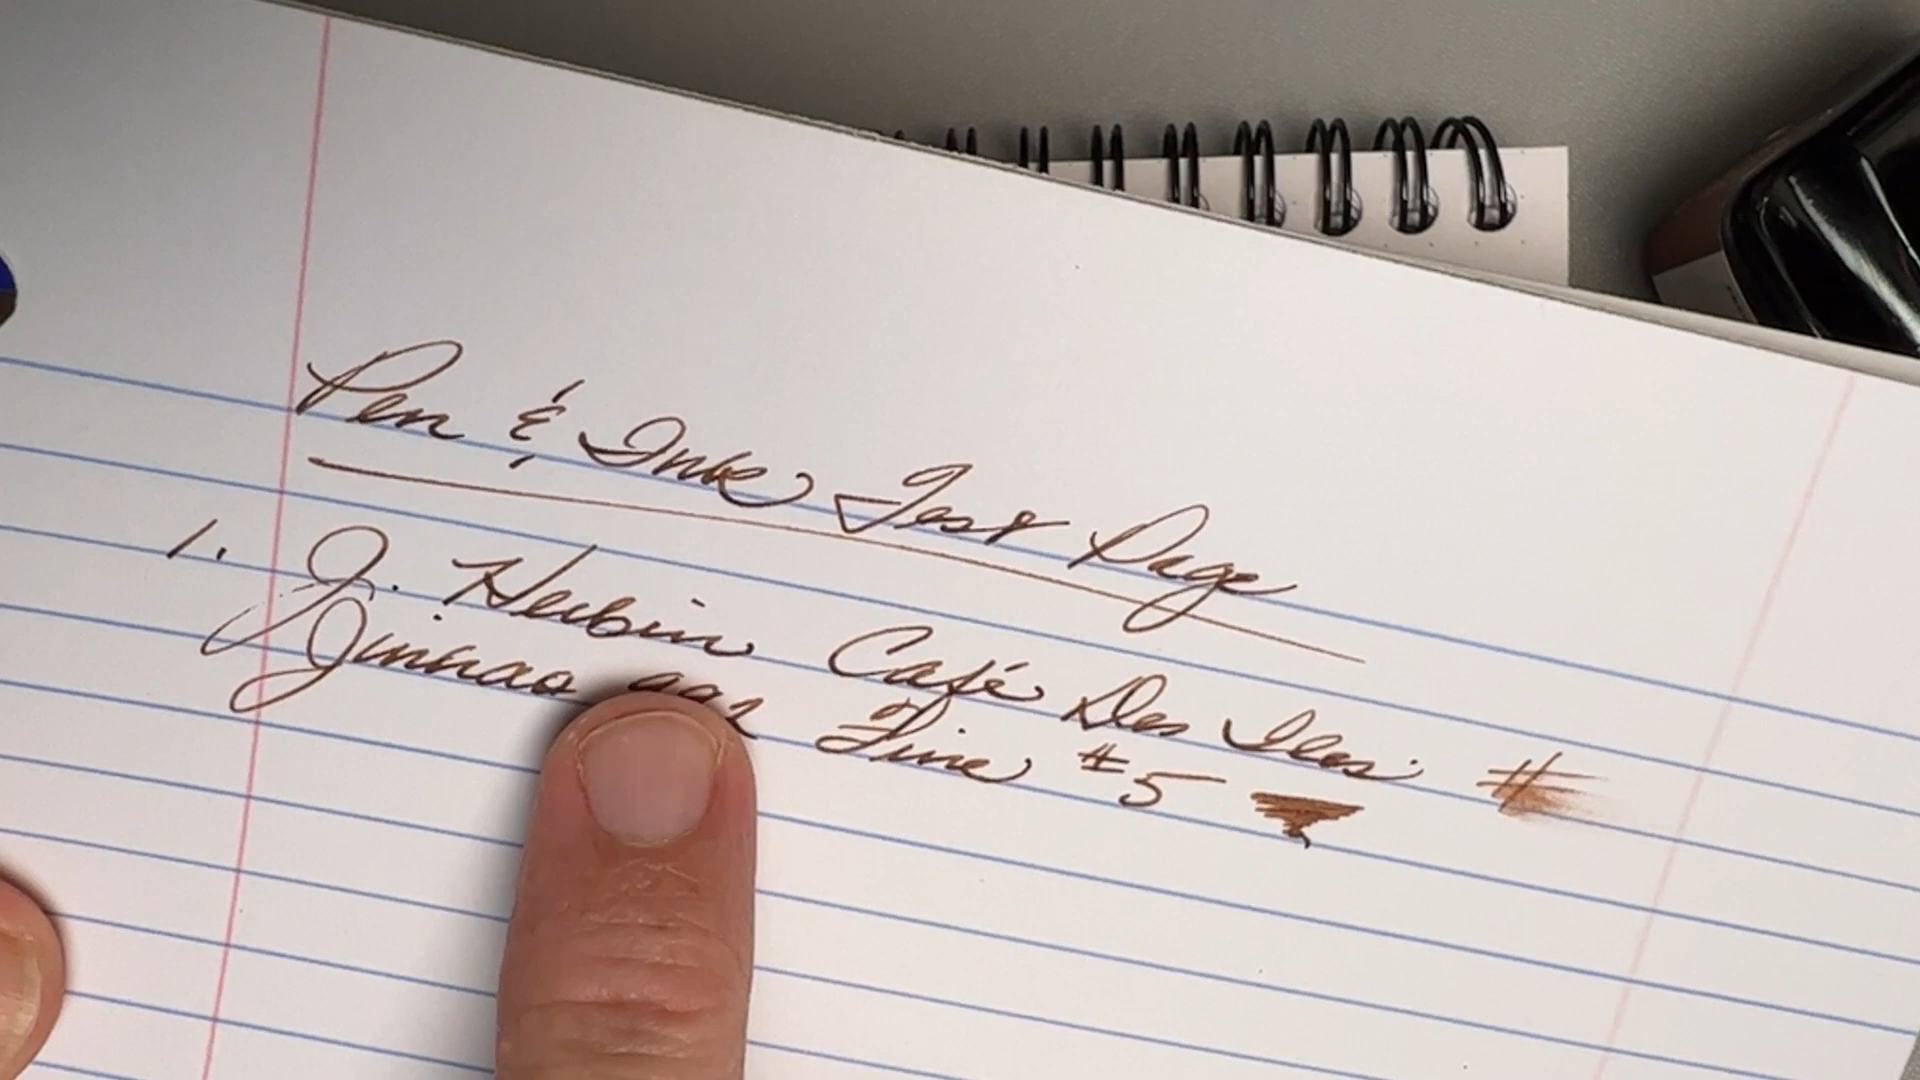 Pen & Ink Test Page
1. J. Herbin Café Des Iles #
Jinhao 992 Fine #5